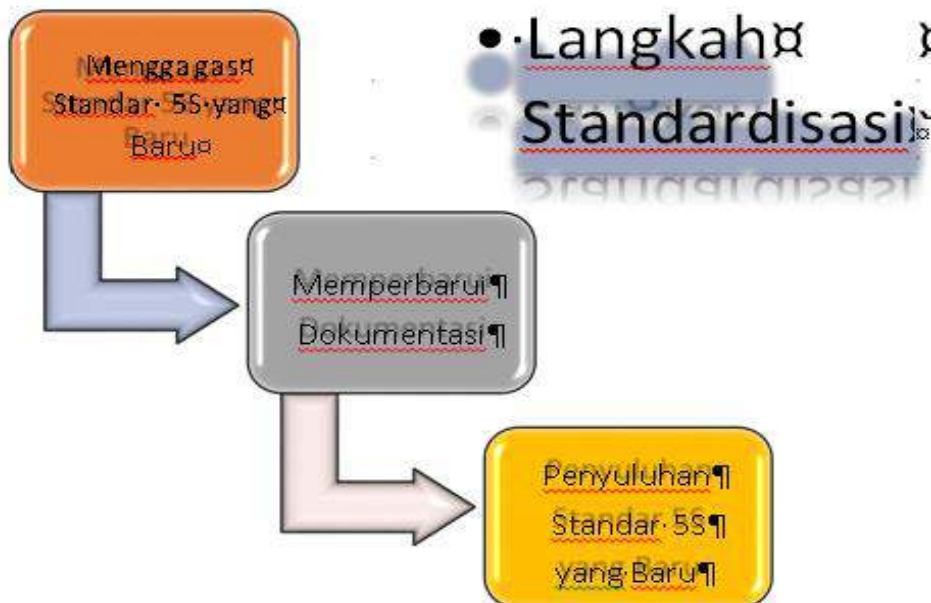 • Langkah
Standardisasi
Menggagas
Standar 5S yang
Baru
Memperbarui
Dokumentasi
Penyuluhan
Standar 5S
yang Baru